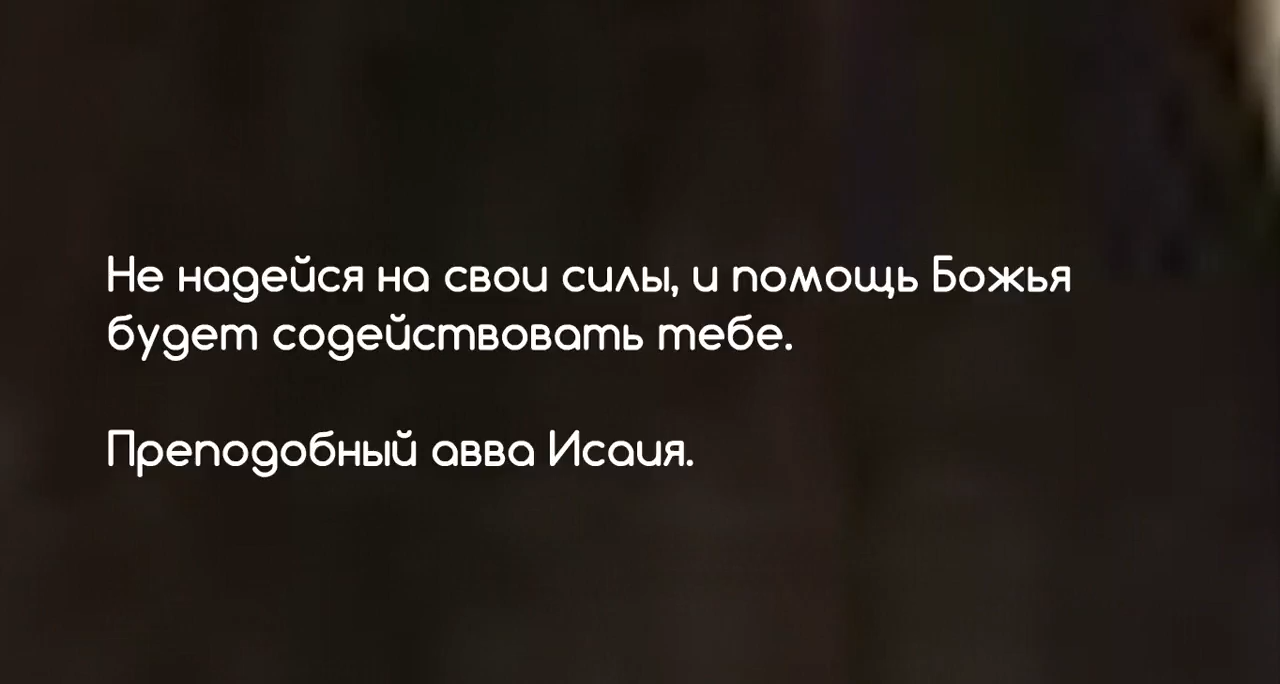 Не надейся на свои силы, и помощь Божья
будет содействовать тебе.
Преподобный авва Исаия.